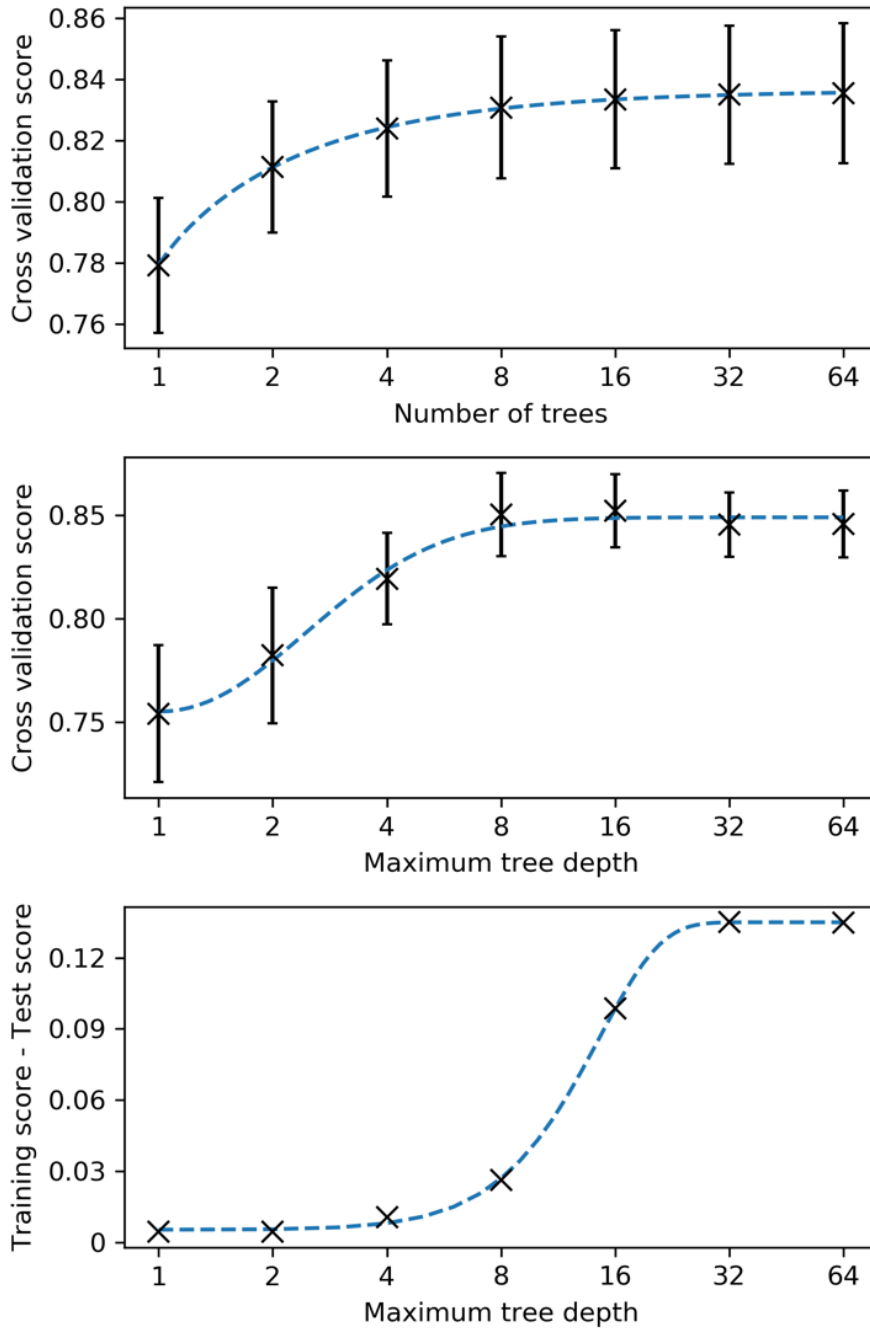 Cross validation score
0.86
0.84
0.82
0.80
0.78
0.76
1 2 4 8 16 32 64
Number of trees
Cross validation score
0.85
0.80
0.75
1 2 4 8 16 32 64
Maximum tree depth
Training score - Test score
0.12
0.09
0.06
0.03
0
1 2 4 8 16 32 64
Maximum tree depth